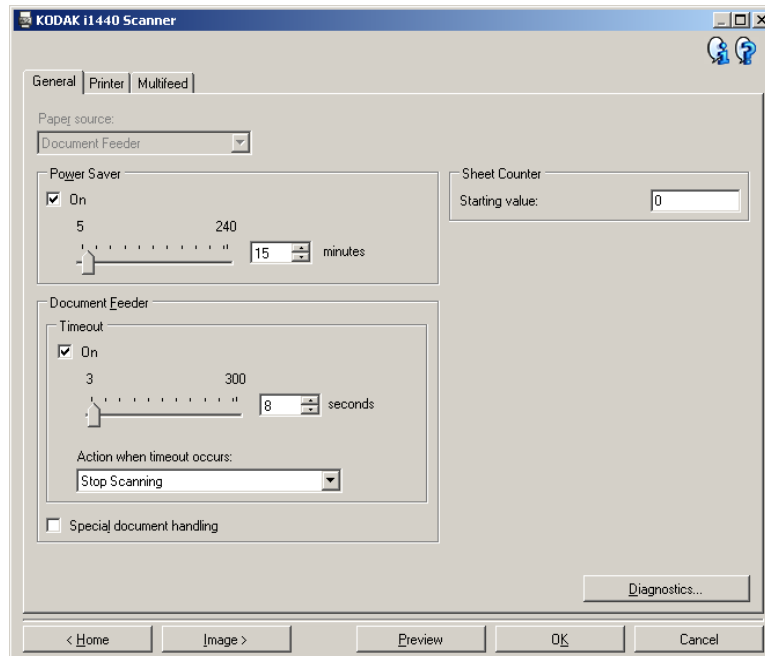 KODAK i1440 Scanner
General
Printer
Multifeed
Paper source:
Document Feeder
Power Saver
On
5 240
15 minutes
Sheet Counter
Starting value: 0
Document Feeder
Timeout
On
3 300
8 seconds
Action when timeout occurs:
Stop Scanning
Special document handling
Diagnostics...
< Home
Image >
Preview
OK
Cancel